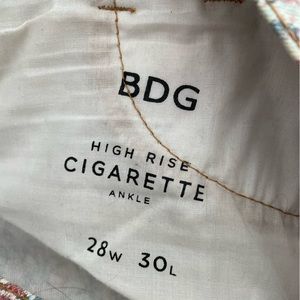 BDG
HIGH RISE
CIGARETTE
ANKLE
28W 30L